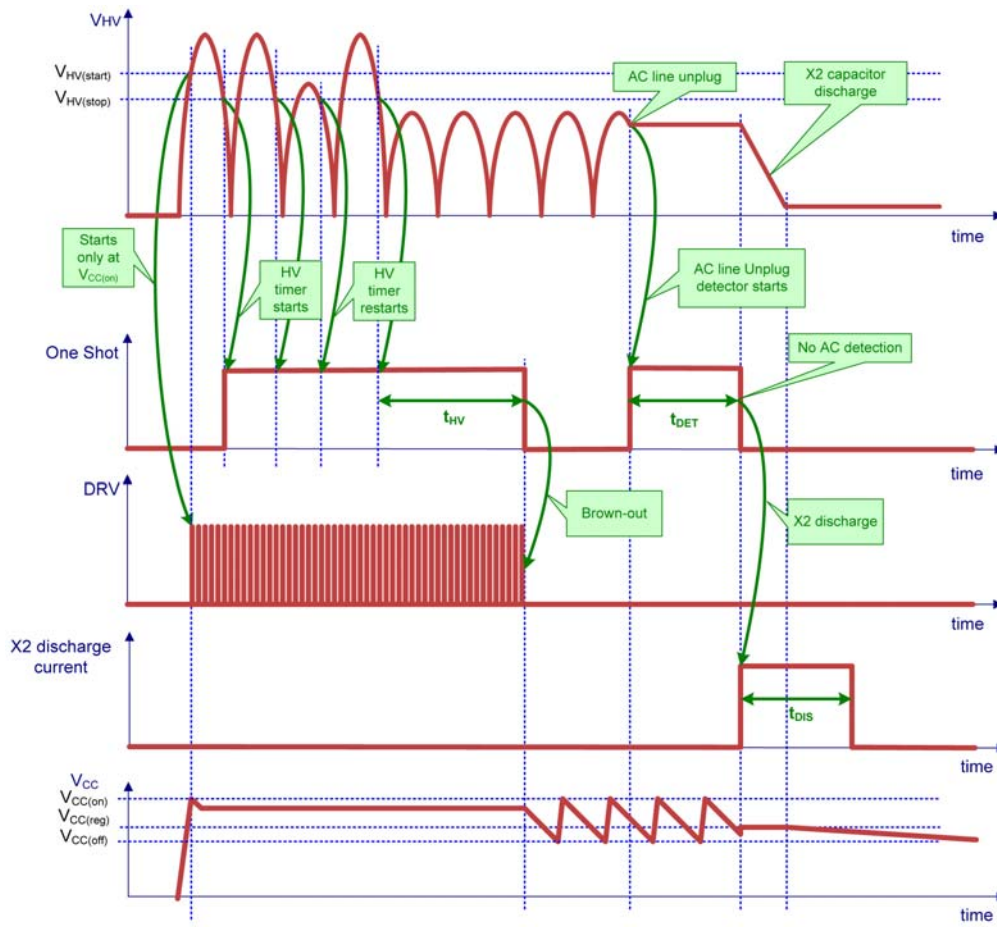 VHV
VHV(start)
VHV(stop)
AC line unplug
X2 capacitor
discharge
time
Starts
only at
VCC(on)
HV
timer
starts
HV
timer
restarts
AC line Unplug
detector starts
One Shot
No AC detection
tHV
tDET
time
DRV
Brown-out
X2 discharge
time
X2 discharge
current
tDIS
time
VCC
VCC(on)
VCC(reg)
VCC(off)
time